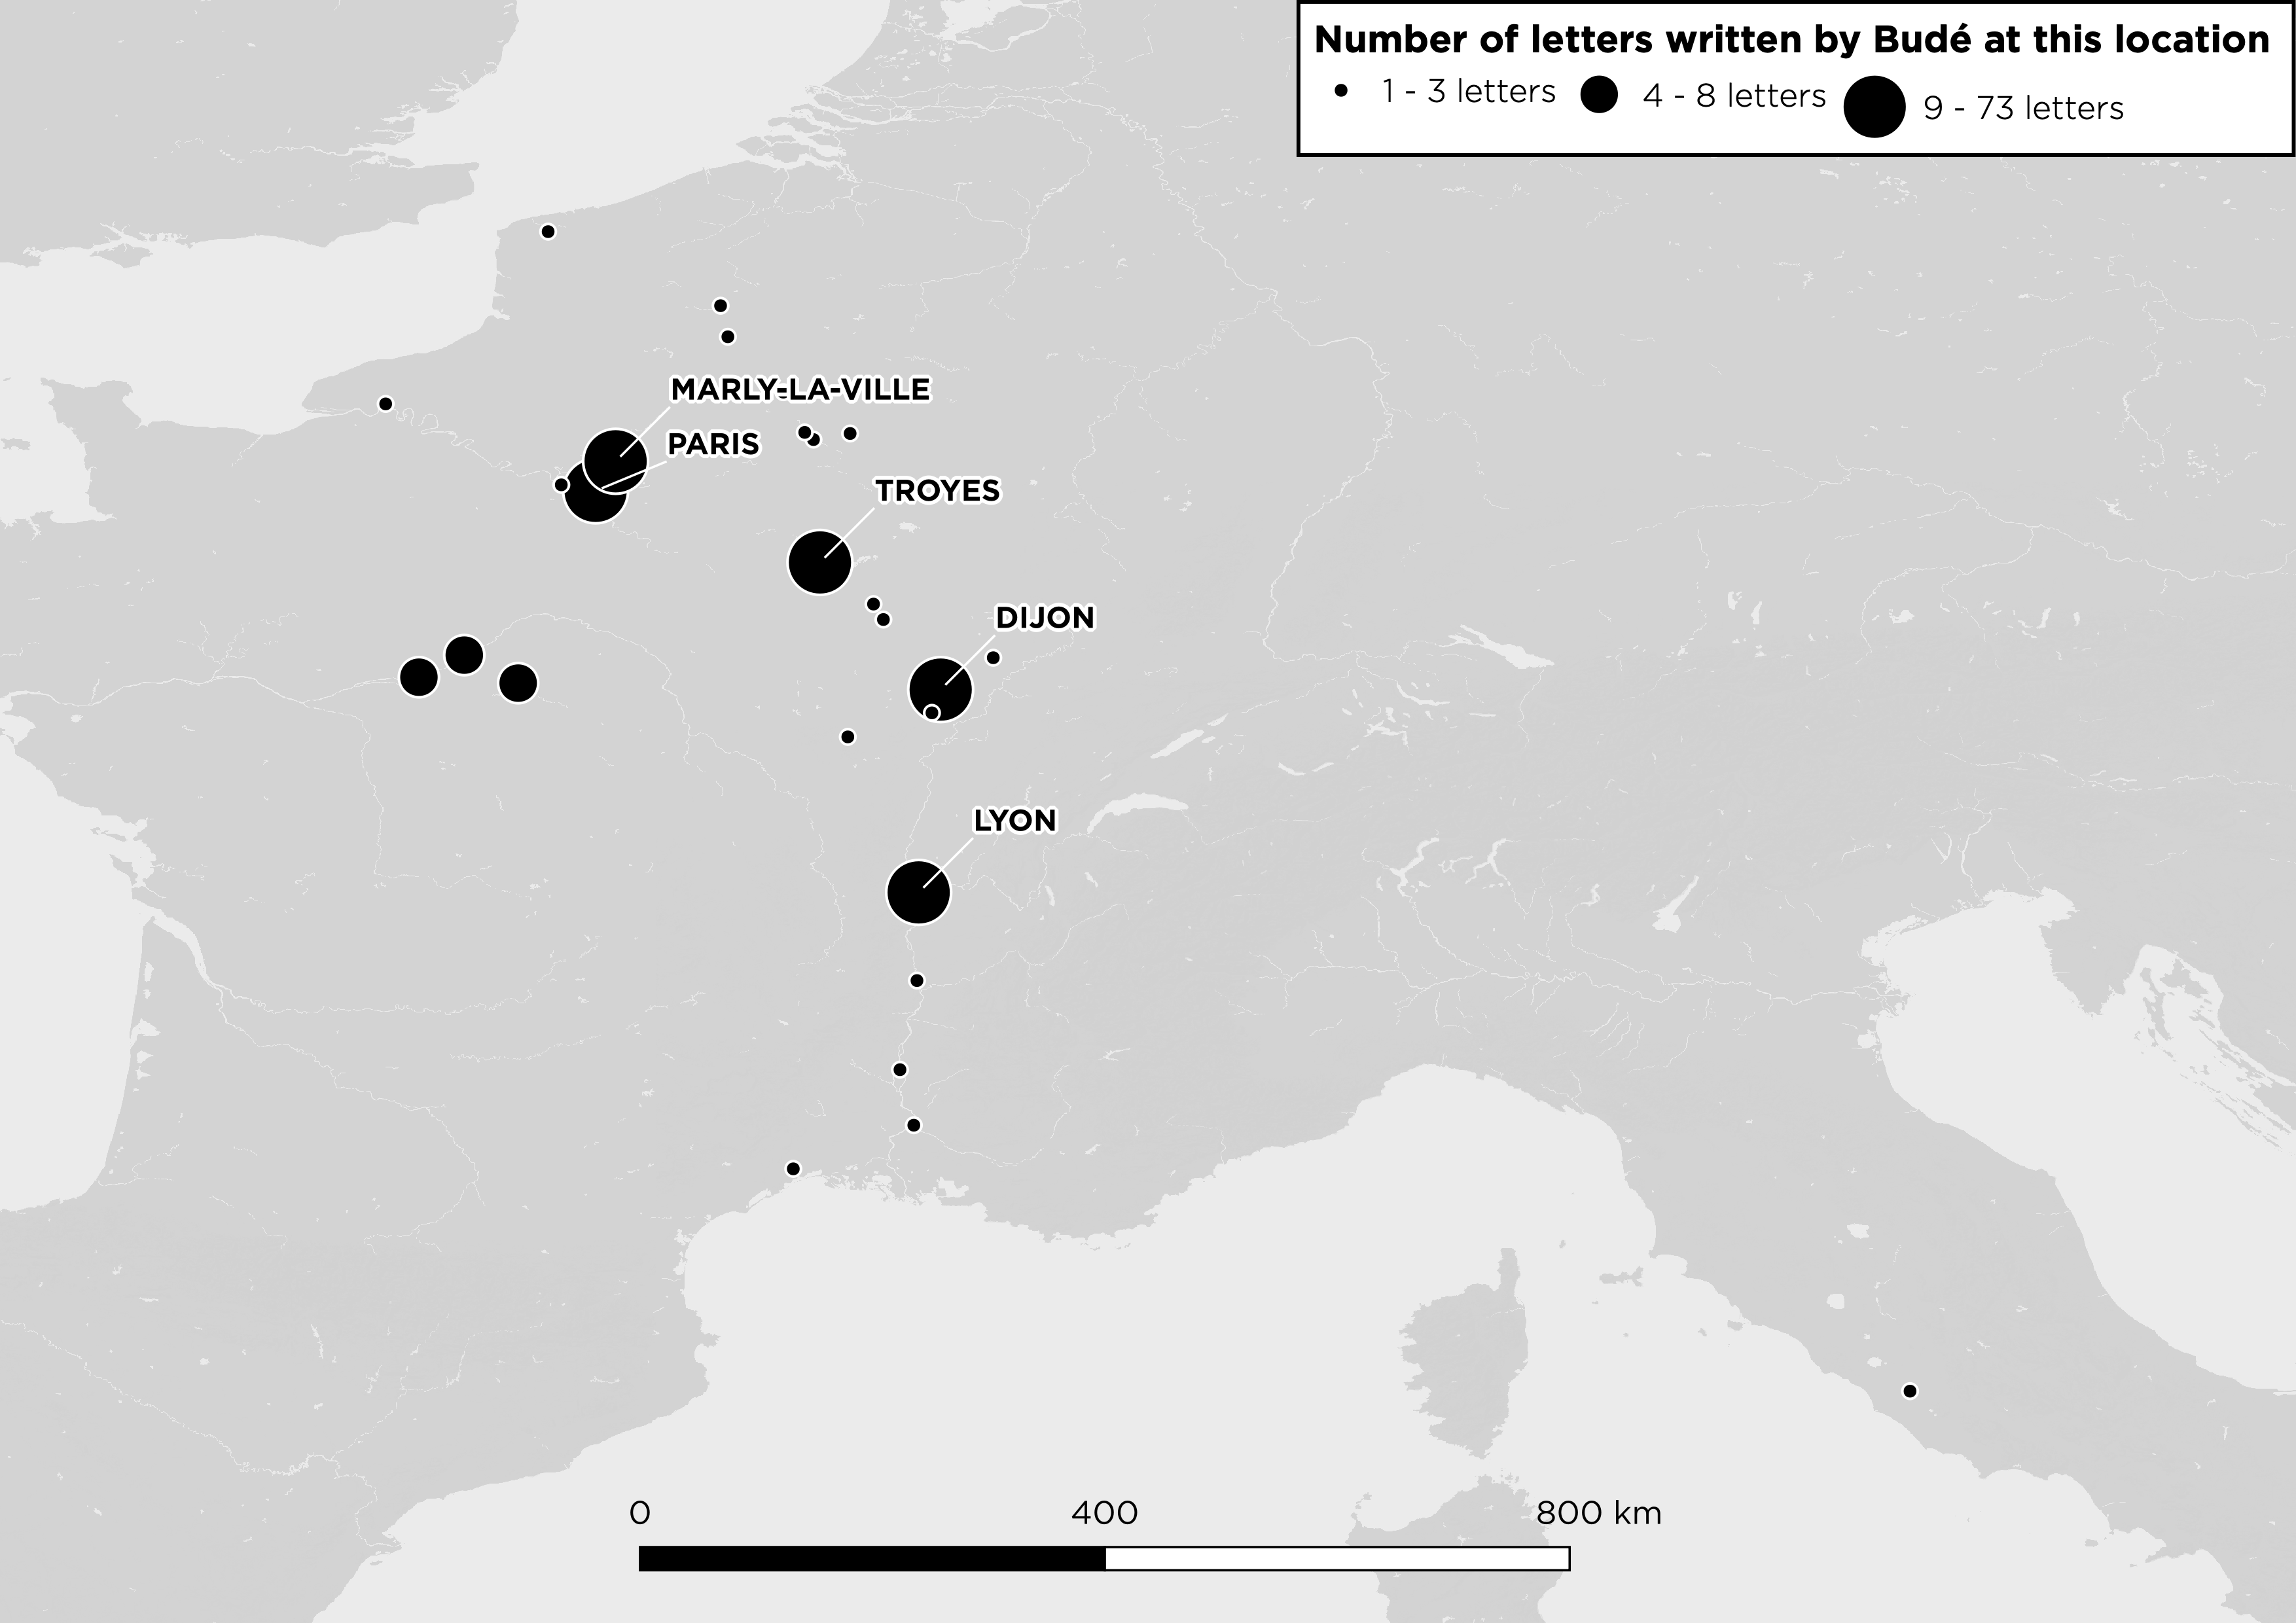 Number of letters written by Budé at this location
1 - 3 letters 4 - 8 letters 9 - 73 letters
MARLY-LA-VILLE
PARIS
TROYES
DIJON
LYON
0 400 800 km